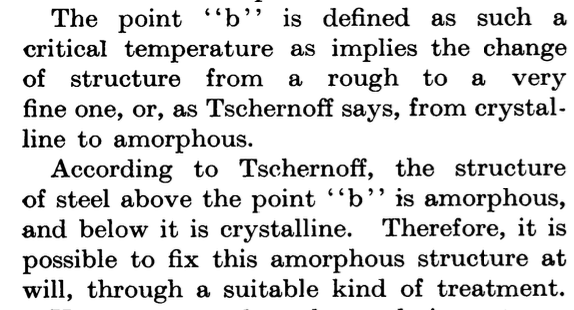 The point “b” is defined as such a
critical temperature as implies the change
of structure from a rough to a very
fine one, or, as Tschernoff says, from crystal-
line to amorphous.
According to Tschernoff, the structure
of steel above the point “b” is amorphous,
and below it is crystalline. Therefore, it is
possible to fix this amorphous structure at
will, through a suitable kind of treatment.